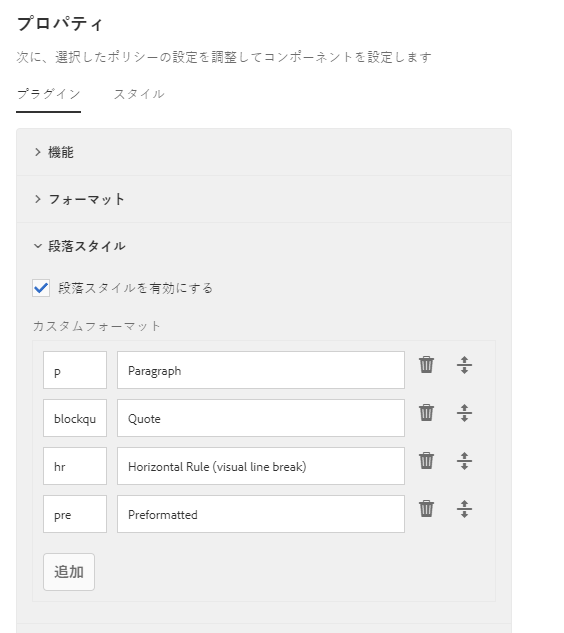 プロパティ
次に、選択したポリシーの設定を調整してコンポーネントを設定します
プラグイン スタイル
機能
フォーマット
段落スタイル
段落スタイルを有効にする
カスタムフォーマット
p Paragraph
blockqu Quote
hr Horizontal Rule (visual line break)
pre Preformatted
追加